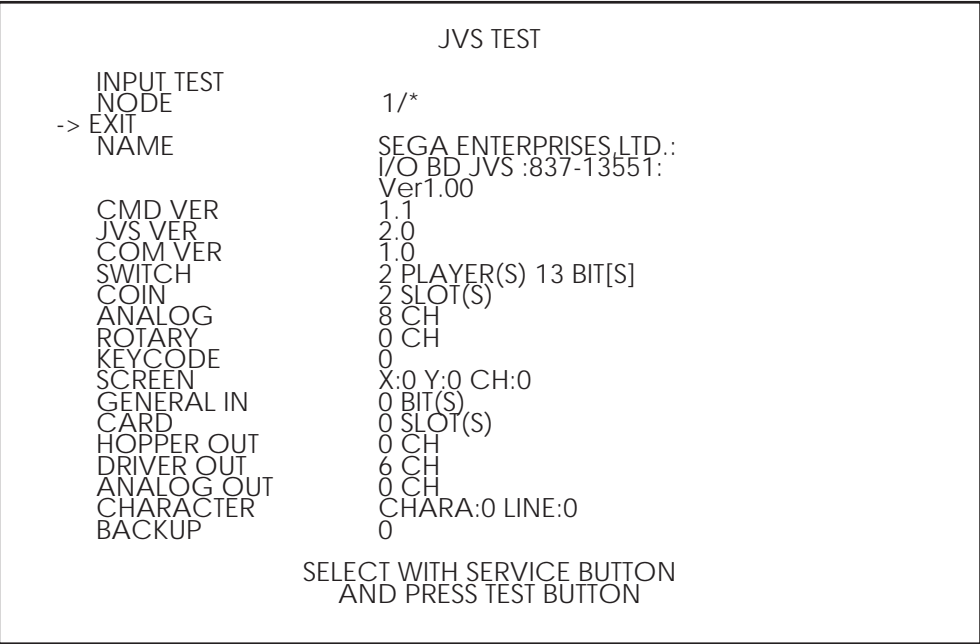 JVS TEST
INPUT TEST
NODE 1/*
-> EXIT
NAME SEGA ENTERPRISES,LTD.:
I/O BD JVS :837-13551:
Ver1.00
CMD VER 1.1
JVS VER 2.0
COM VER 1.0
SWITCH 2 PLAYER(S) 13 BIT[S]
COIN 2 SLOT(S)
ANALOG 8 CH
ROTARY 0 CH
KEYCODE 0
SCREEN X:0 Y:0 CH:0
GENERAL IN 0 BIT(S)
CARD 0 SLOT(S)
HOPPER OUT 0 CH
DRIVER OUT 6 CH
ANALOG OUT 0 CH
CHARACTER CHARA:0 LINE:0
BACKUP 0
SELECT WITH SERVICE BUTTON
AND PRESS TEST BUTTON